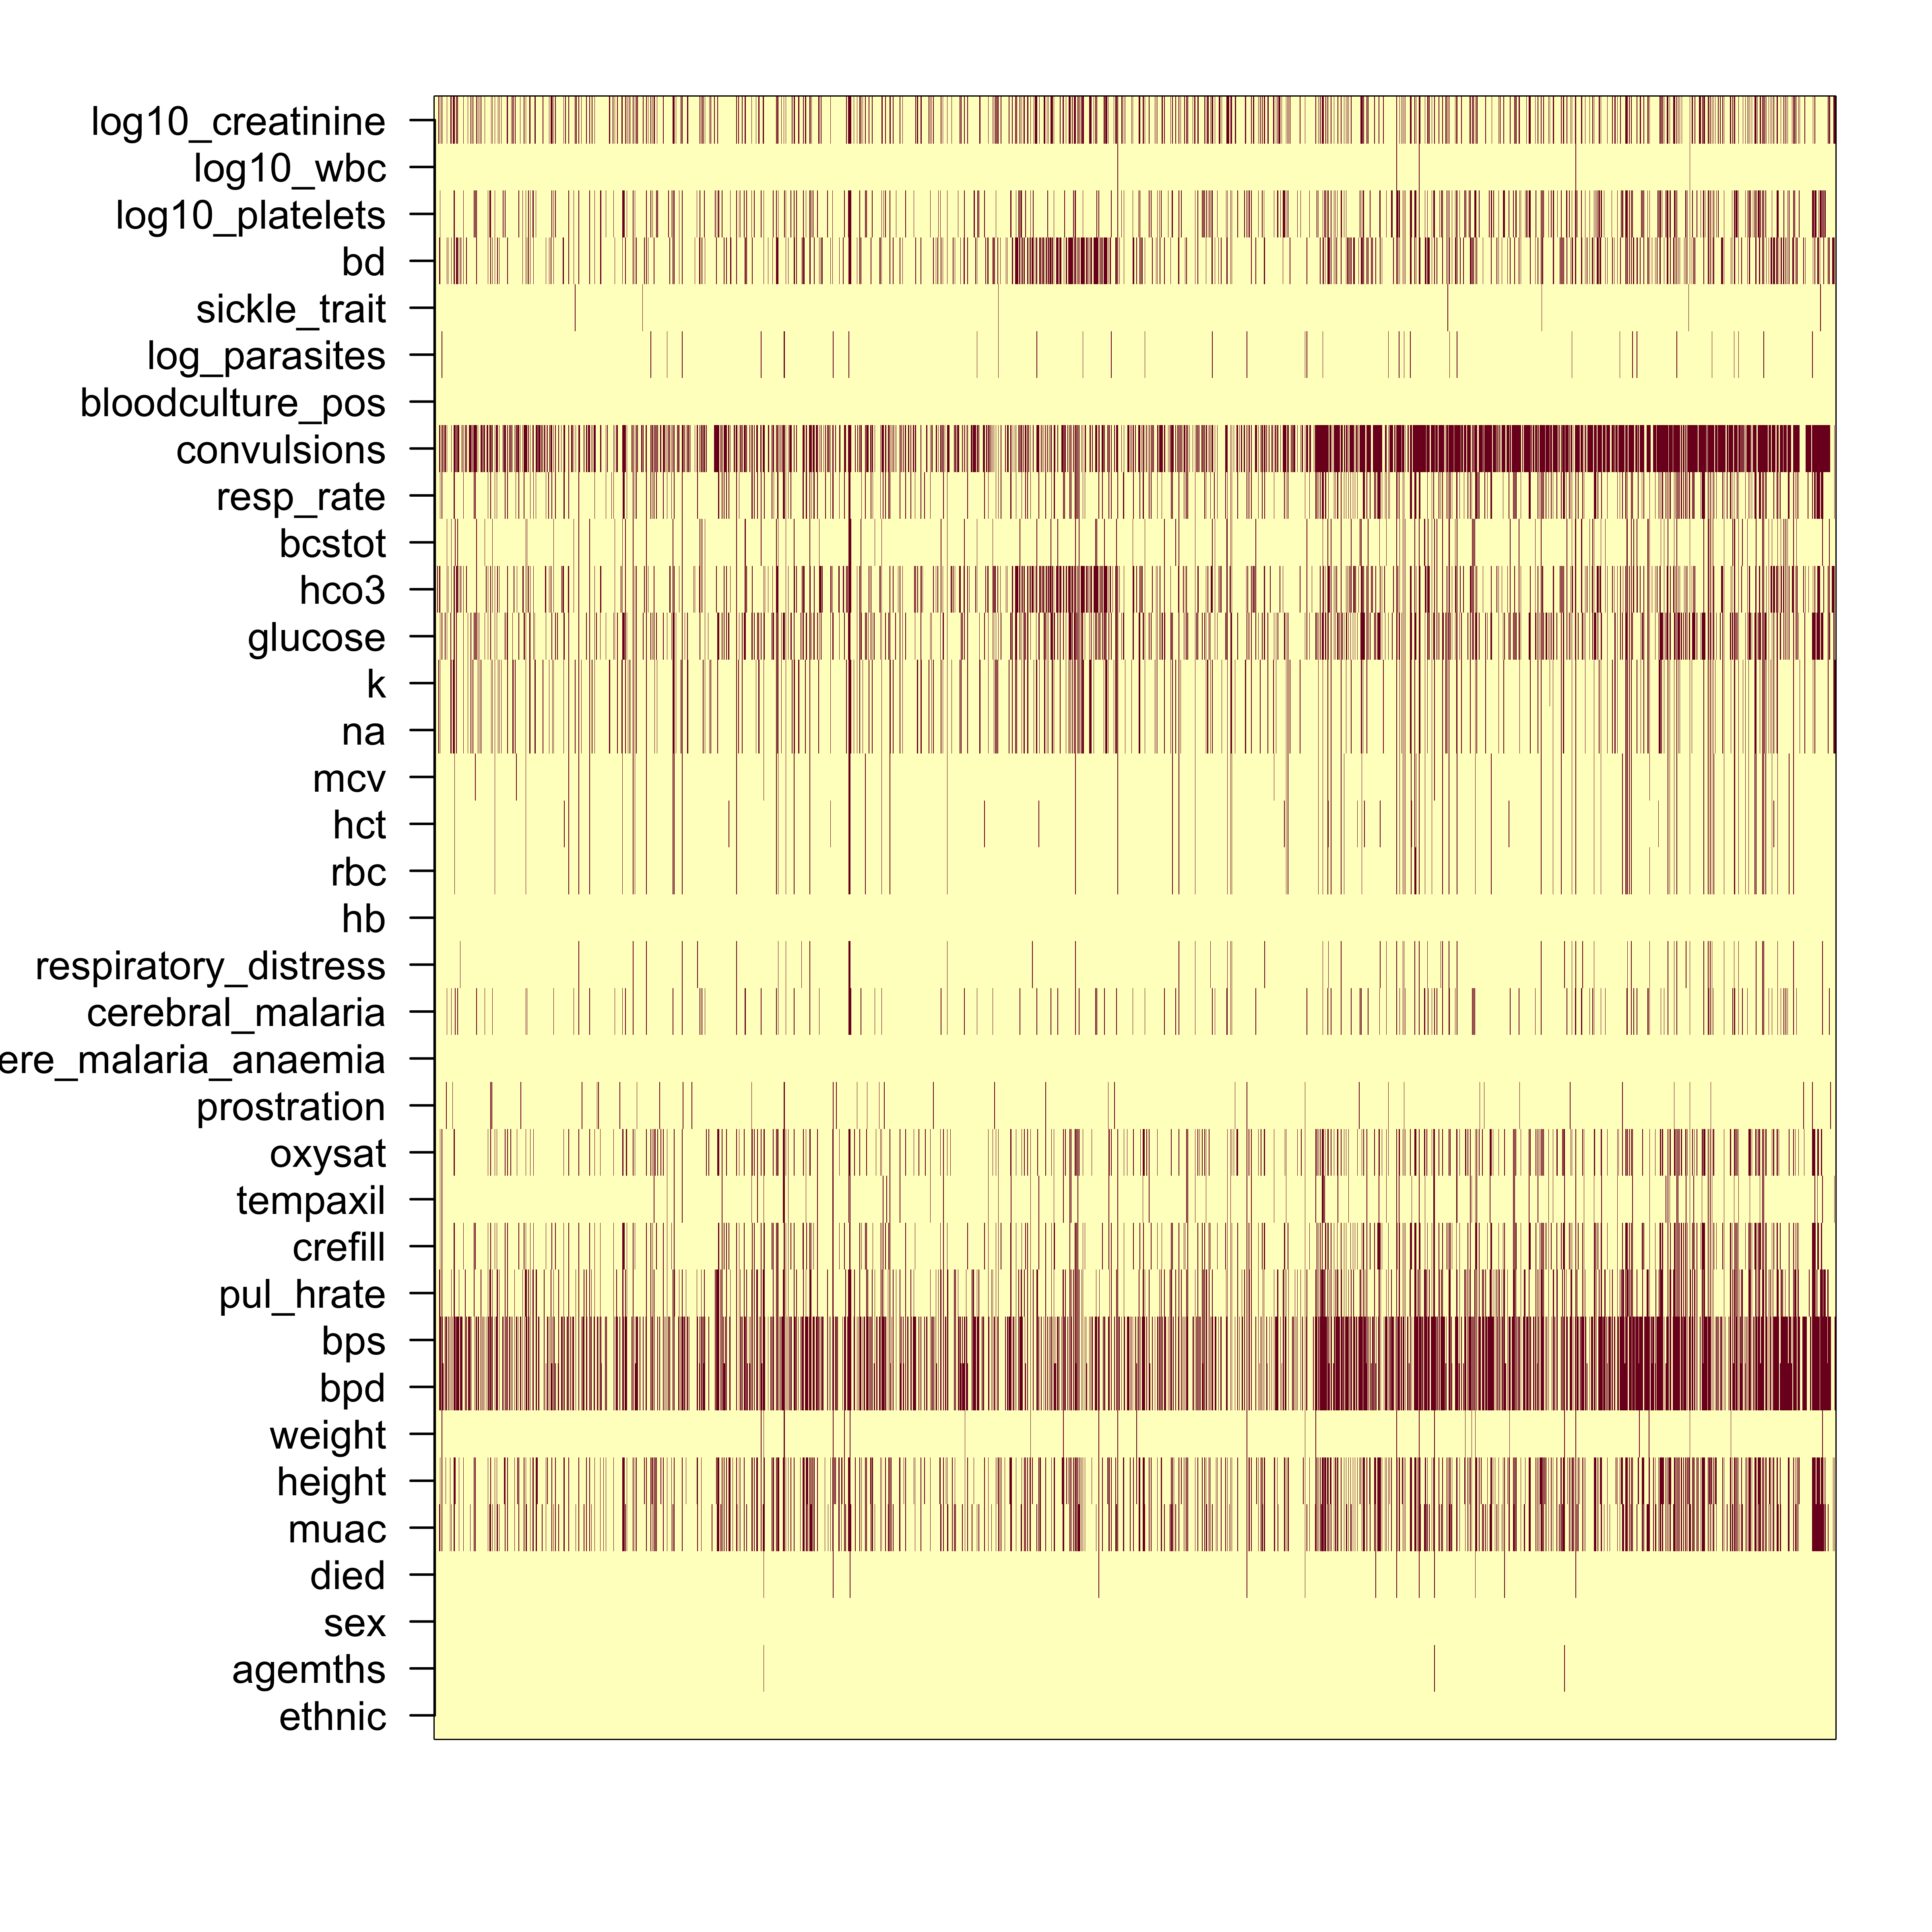 log10_creatinine
log10_wbc
log10_platelets
bd
sickle_trait
log_parasites
bloodculture_pos
convulsions
resp_rate
bcstot
hco3
glucose
k
na
mcv
hct
rbc
hb
respiratory_distress
cerebral_malaria
ere_malaria_anaemia
prostration
oxysat
tempaxil
crefill
pul_hrate
bps
bpd
weight
height
muac
died
sex
agemths
ethnic